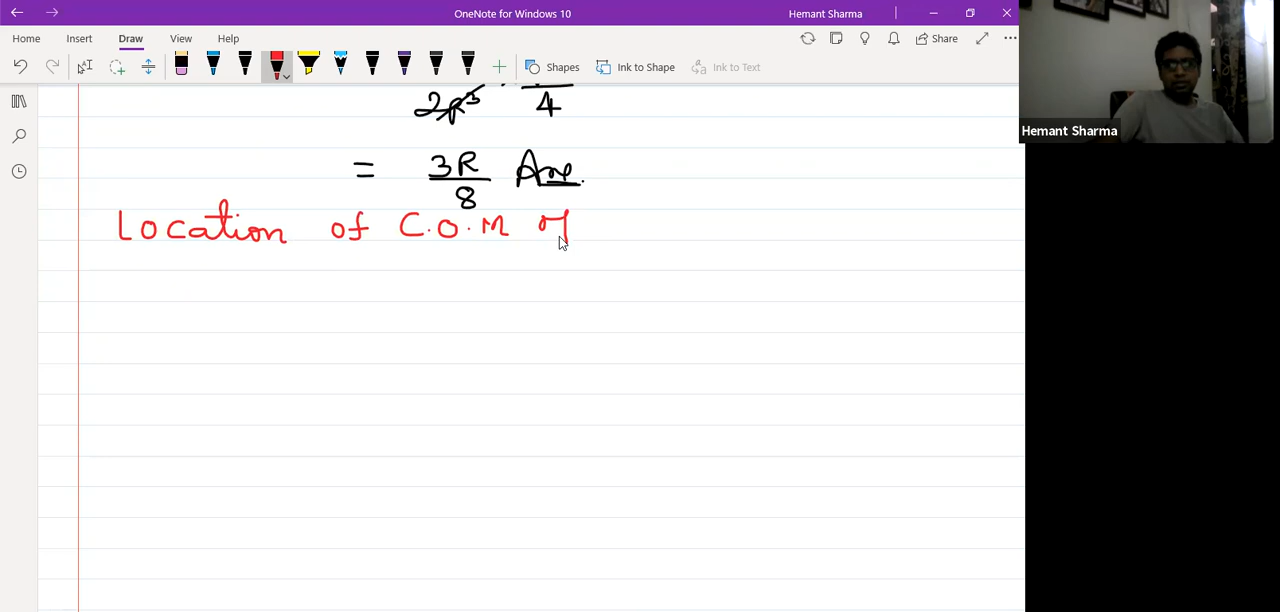 OneNote for Windows 10
Hemant Sharma
Home Insert Draw View Help
Share
Shapes
Ink to Shape
Ink to Text
Hemant Sharma
2R³ 4
= 3R/8 Ans.
Location of C.O.M of